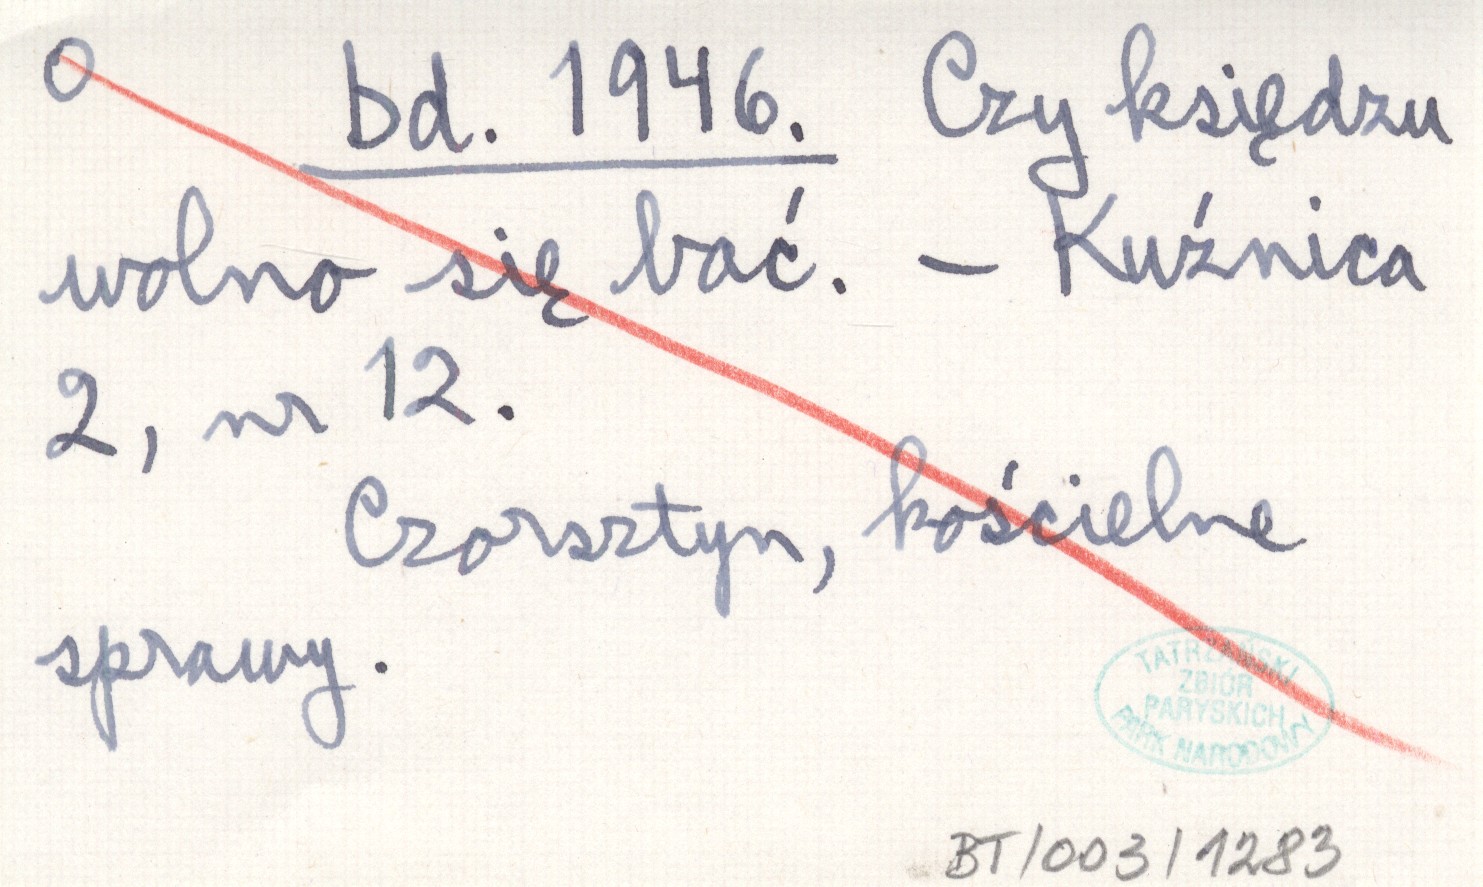 O bd. 1946. Czy księdzu
wolno się bać. – Kuźnica
2, nr 12.
Czorsztyn, kościelne
sprawy.
TATRZAŃSKI
ZBIÓR
PARYSKICH
PARK NARODOWY
BT/003/1283